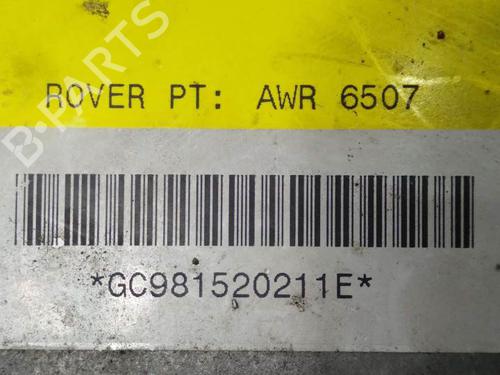 B-PARTS
ROVER PT: AWR 6507
*GC981520211E*